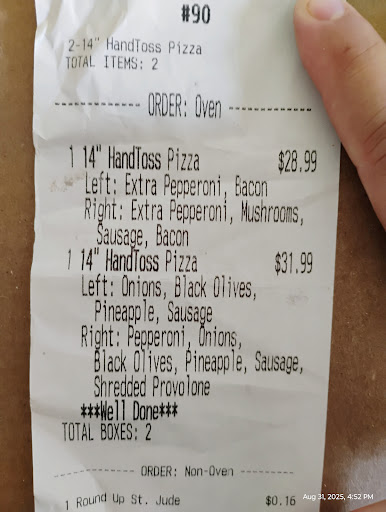 #90
2-14" HandToss Pizza
TOTAL ITEMS: 2
------------ ORDER: Oven ------------
1 14" HandToss Pizza $28.99
Left: Extra Pepperoni, Bacon
Right: Extra Pepperoni, Mushrooms,
Sausage, Bacon
1 14" HandToss Pizza $31.99
Left: Onions, Black Olives,
Pineapple, Sausage
Right: Pepperoni, Onions,
Black Olives, Pineapple, Sausage,
Shredded Provolone
***Well Done***
TOTAL BOXES: 2
------------ ORDER: Non-Oven ------------
1 Round Up St. Jude $0.16
Aug 31, 2025, 4:52 PM